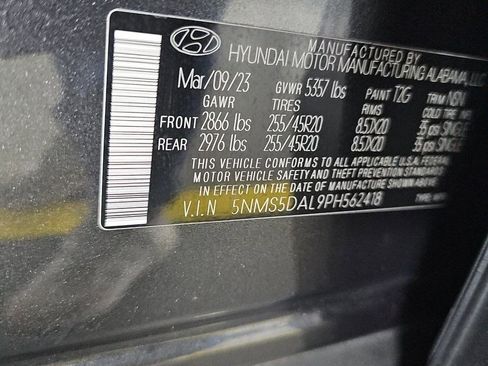 MANUFACTURED BY
HYUNDAI MOTOR MANUFACTURING ALABAMA, LLC
Mar/09/23 GVWR 5357 lbs PAINT T2G TRIM NSN
GAWR TIRES RIMS
FRONT 2866 lbs 255/45R20 8.5JX20 35 psi SINGLE
REAR 2976 lbs 255/45R20 8.5JX20 35 psi SINGLE
THIS VEHICLE CONFORMS TO ALL APPLICABLE U.S. FEDERAL
MOTOR VEHICLE SAFETY AND THEFT PREVENTION STANDARDS
IN EFFECT ON THE DATE OF MANUFACTURE SHOWN ABOVE.
V.I.N 5NMS5DAL9PH562418 TYPE: